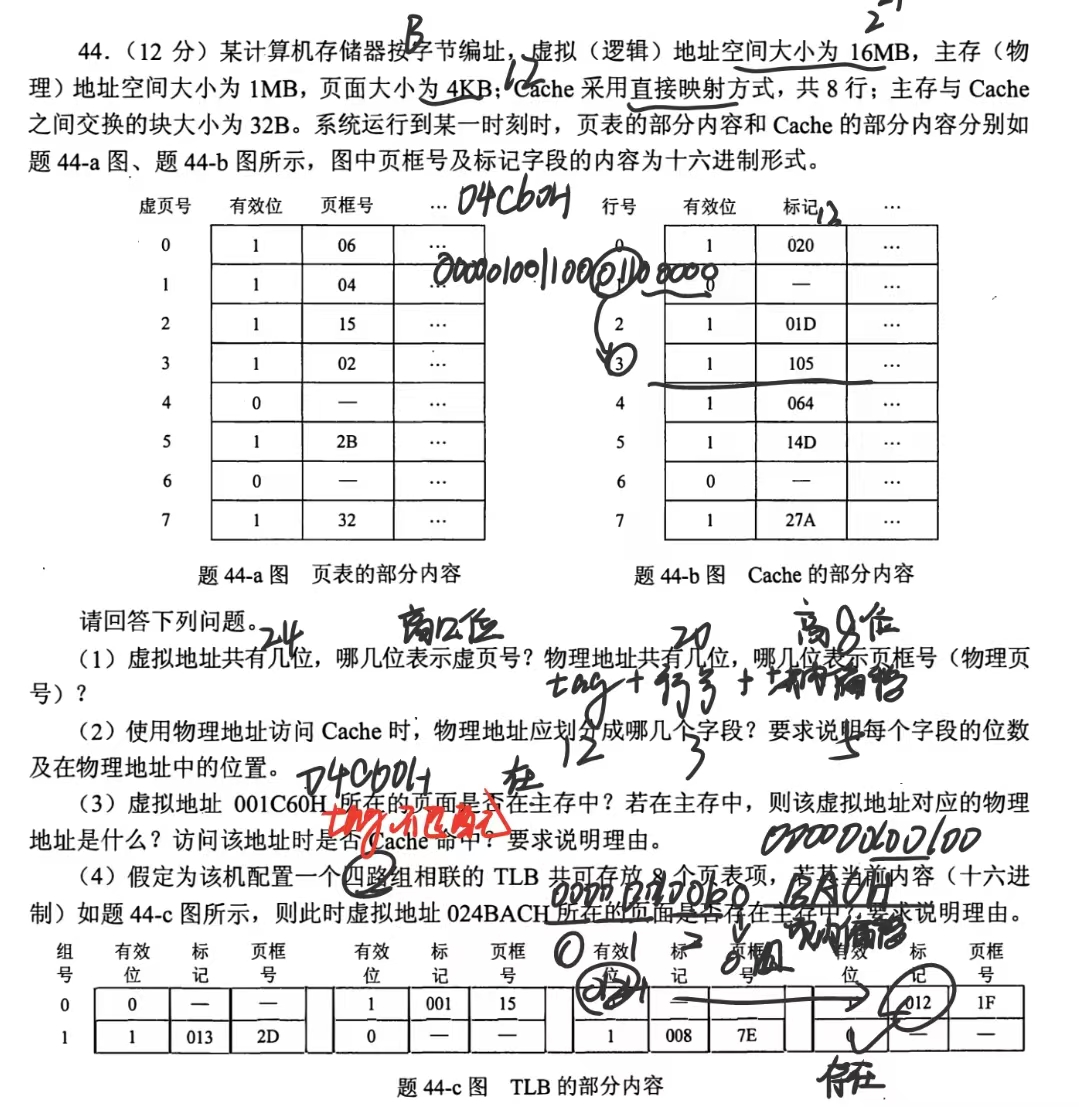 B
2²⁴
44.（12 分）某计算机存储器按字节编址，虚拟（逻辑）地址空间大小为 16MB，主存（物
12
理）地址空间大小为 1MB，页面大小为 4KB；Cache 采用直接映射方式，共 8 行；主存与 Cache
之间交换的块大小为 32B。系统运行到某一时刻时，页表的部分内容和 Cache 的部分内容分别如
题 44-a 图、题 44-b 图所示，图中页框号及标记字段的内容为十六进制形式。
04C60H
虚页号 有效位 页框号 … 行号 有效位 标记 …
12
0 1 06 … 0 1 020 …
00000100110001100000
1 1 04 … 1 0 — …
2 1 15 … 2 1 01D …
3 1 02 … 3 1 105 …
4 0 — … 4 1 064 …
5 1 2B … 5 1 14D …
6 0 — … 6 0 — …
7 1 32 … 7 1 27A …
题 44-a 图 页表的部分内容 题 44-b 图 Cache 的部分内容
请回答下列问题。
24 高12位 20 高8位
（1）虚拟地址共有几位，哪几位表示虚页号？物理地址共有几位，哪几位表示页框号（物理页
号）？
tag + 行号 + 块内偏移
（2）使用物理地址访问 Cache 时，物理地址应划分成哪几个字段？要求说明每个字段的位数
12 3 5
及在物理地址中的位置。
04C60H 在
（3）虚拟地址 001C60H 所在的页面是否在主存中？若在主存中，则该虚拟地址对应的物理
tag不匹配
地址是什么？访问该地址时是否 Cache 命中？要求说明理由。
000000100100
（4）假定为该机配置一个四路组相联的 TLB 共可存放 8 个页表项，若其当前内容（十六进
制）如题 44-c 图所示，则此时虚拟地址 024BACH 所在的页面是否存在主存中？要求说明理由。
页内偏移
0 1 2
0组
组号 有效位 标记 页框号 有效位 标记 页框号 有效位 标记 页框号 有效位 标记 页框号
0 0 — — 1 001 15 — 012 1F
012H
1 1 013 2D 0 — — 1 008 7E 0 — —
存在
题 44-c 图 TLB 的部分内容